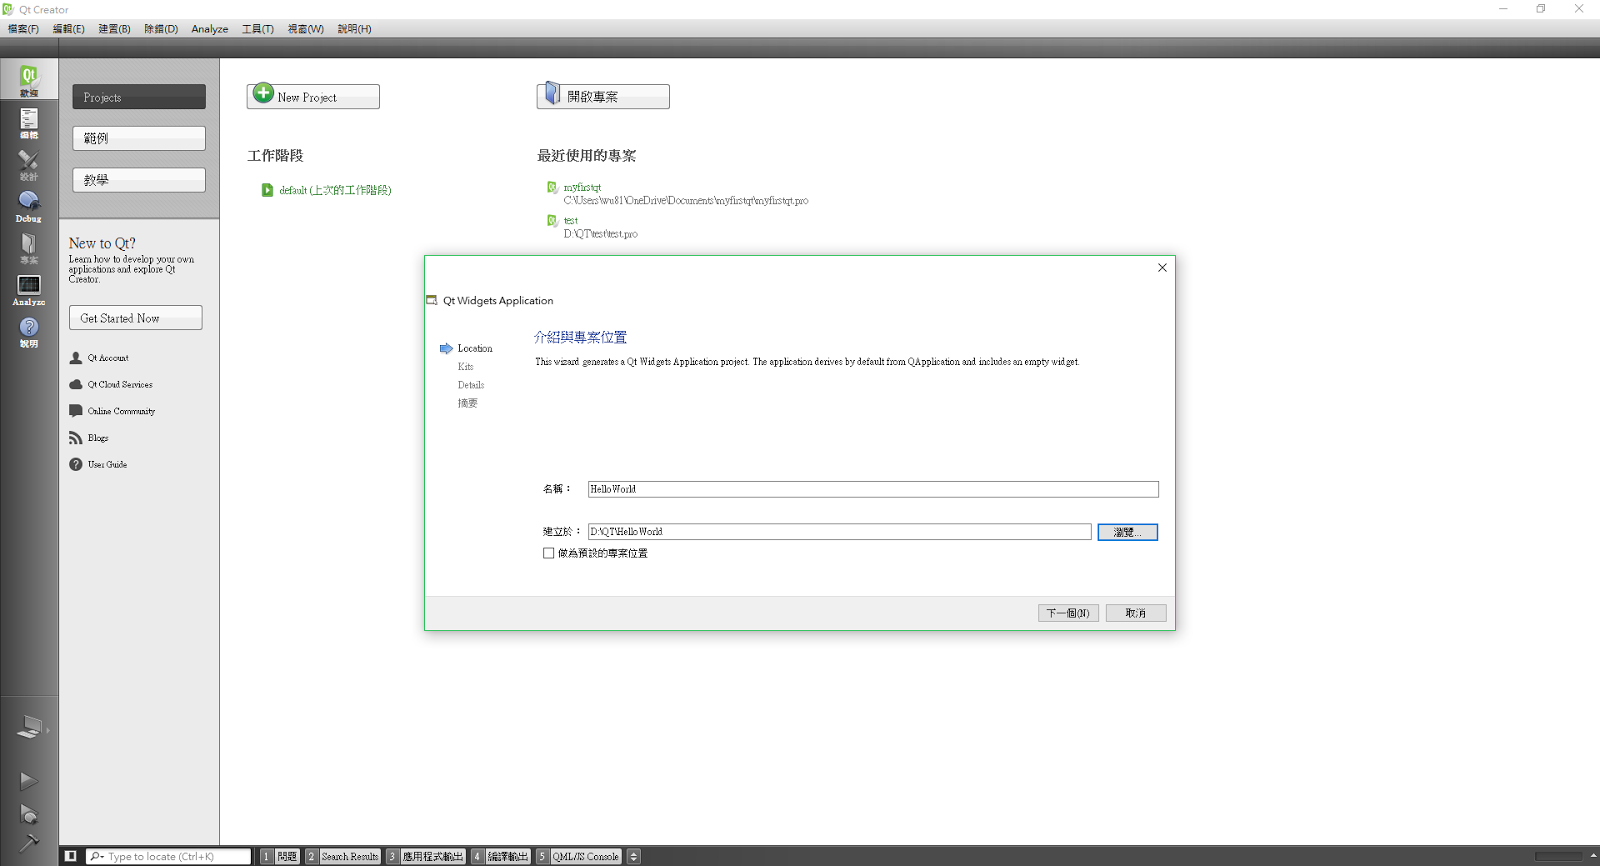 Qt Creator
檔案(F) 編輯(E) 建置(B) 除錯(D) Analyze 工具(T) 視窗(W) 說明(H)
Qt
歡迎
編輯
設計
Debug
專案
Analyze
說明
Projects
範例
教學
New to Qt?
Learn how to develop your own
applications and explore Qt
Creator.
Get Started Now
Qt Account
Qt Cloud Services
Online Community
Blogs
User Guide
New Project
開啟專案
工作階段
default (上次的工作階段)
最近使用的專案
myfirstqt
C:\Users\wu81\OneDrive\Documents\myfirstqt\myfirstqt.pro
test
D:\QT\test\test.pro
Qt Widgets Application
Location
Kits
Details
摘要
介紹與專案位置
This wizard generates a Qt Widgets Application project. The application derives by default from QApplication and includes an empty widget.
名稱：
HelloWorld
建立於：
D:\QT\HelloWorld
瀏覽...
做為預設的專案位置
下一個(N)
取消
Type to locate (Ctrl+K)
1 問題
2 Search Results
3 應用程式輸出
4 編譯輸出
5 QML/JS Console